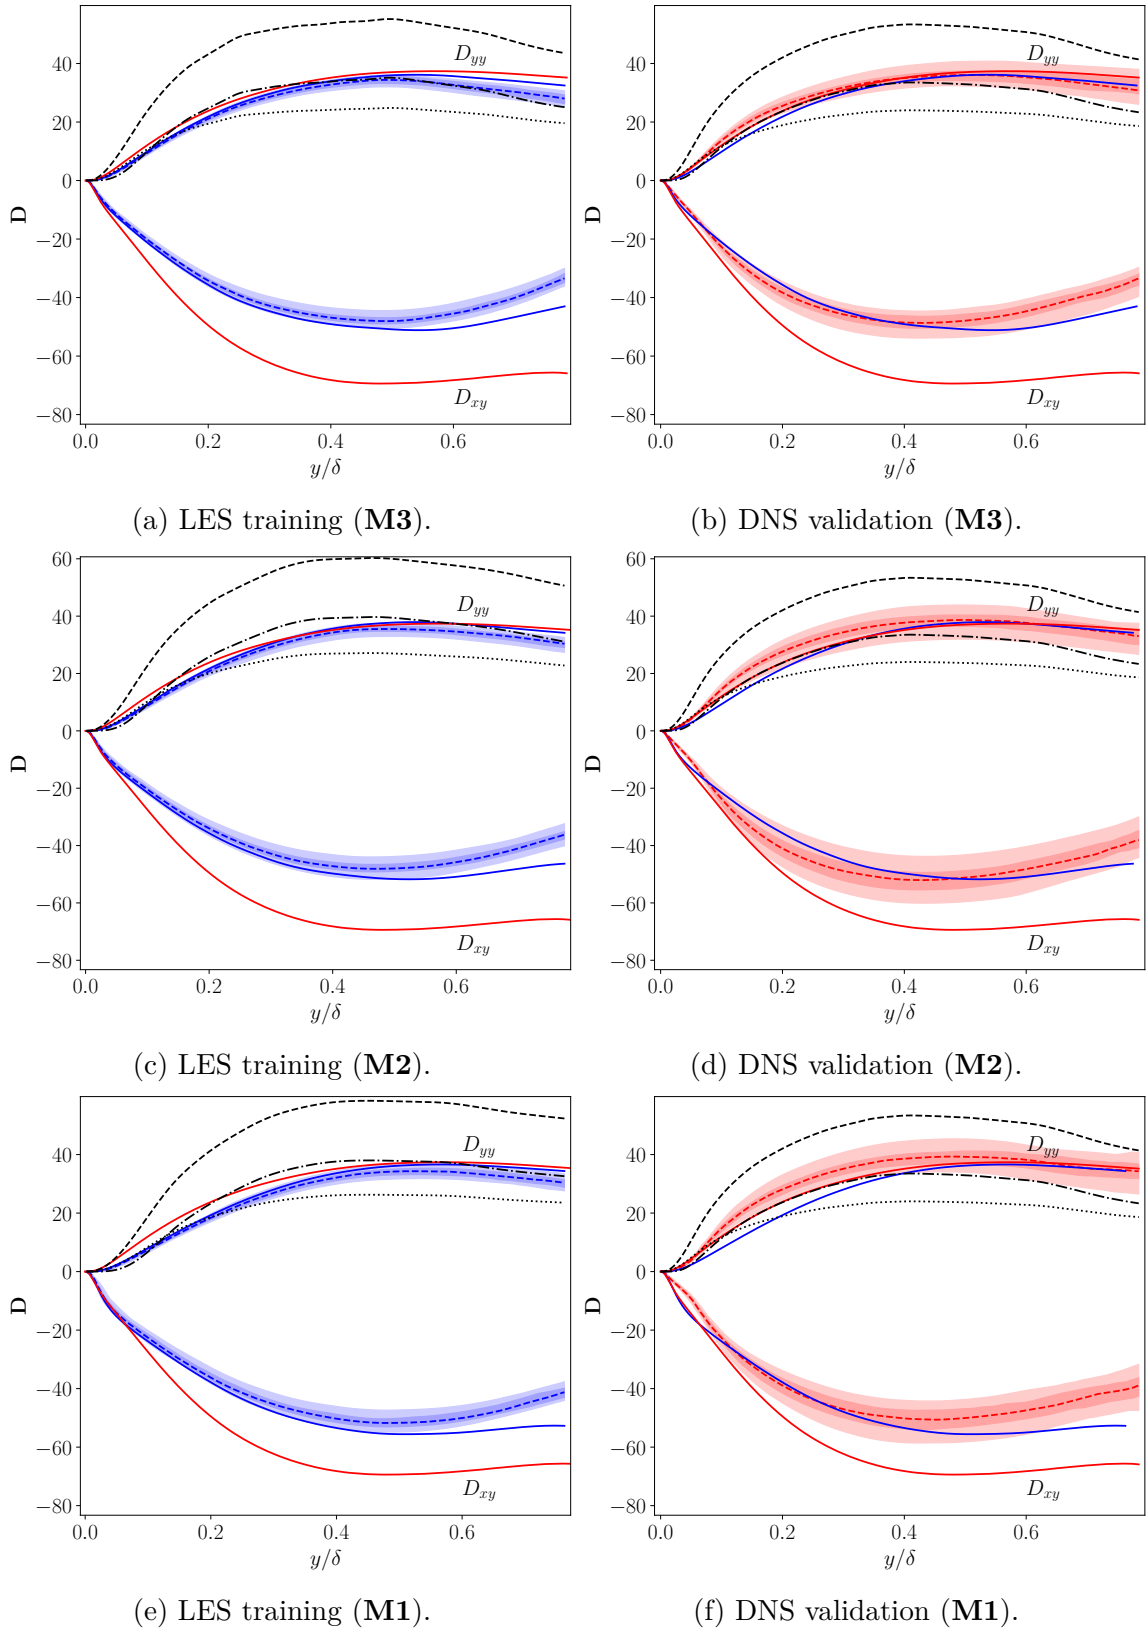 40
20
0
−20
−40
−60
−80
D
D_yy
D_xy
0.0 0.2 0.4 0.6
y/δ
(a) LES training (M3).
40
20
0
−20
−40
−60
−80
D
D_yy
D_xy
0.0 0.2 0.4 0.6
y/δ
(b) DNS validation (M3).
60
40
20
0
−20
−40
−60
−80
D
D_yy
D_xy
0.0 0.2 0.4 0.6
y/δ
(c) LES training (M2).
60
40
20
0
−20
−40
−60
−80
D
D_yy
D_xy
0.0 0.2 0.4 0.6
y/δ
(d) DNS validation (M2).
40
20
0
−20
−40
−60
−80
D
D_yy
D_xy
0.0 0.2 0.4 0.6
y/δ
(e) LES training (M1).
40
20
0
−20
−40
−60
−80
D
D_yy
D_xy
0.0 0.2 0.4 0.6
y/δ
(f) DNS validation (M1).